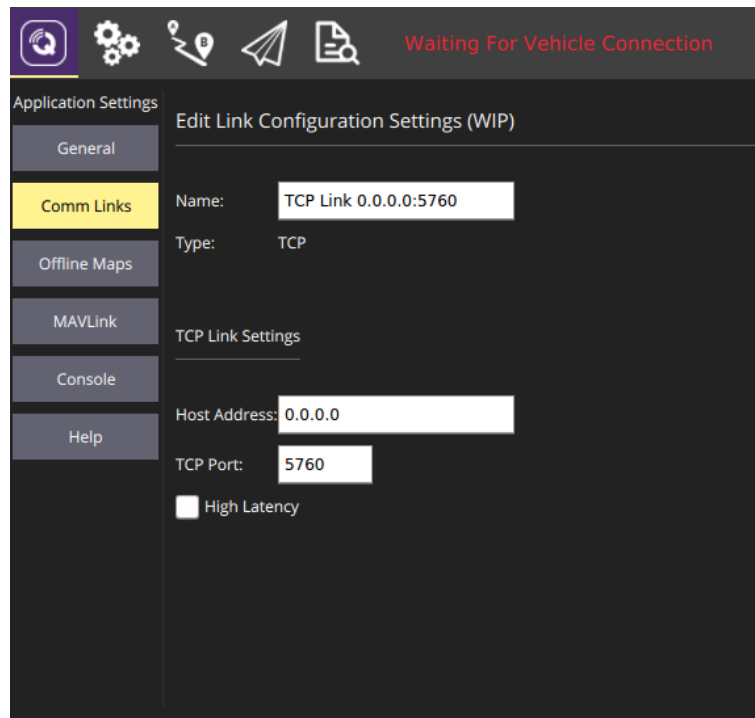 Waiting For Vehicle Connection
Application Settings
General
Comm Links
Offline Maps
MAVLink
Console
Help
Edit Link Configuration Settings (WIP)
Name: TCP Link 0.0.0.0:5760
Type: TCP
TCP Link Settings
Host Address: 0.0.0.0
TCP Port: 5760
High Latency